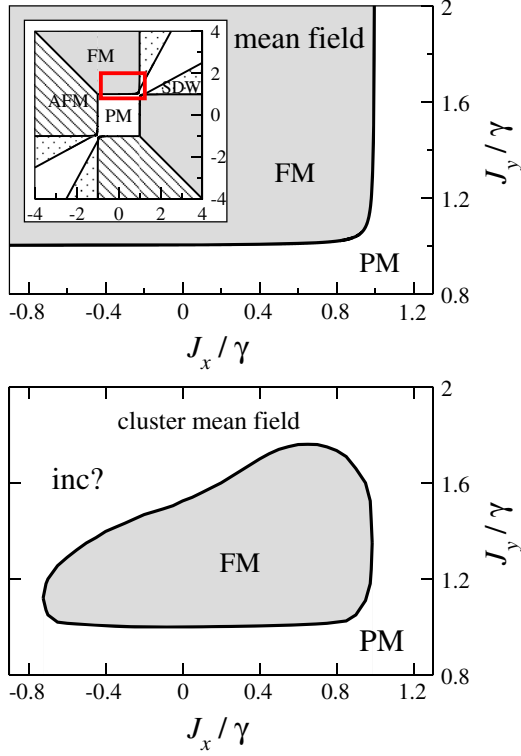 mean field
FM
AFM
SDW
PM
4
2
0
-2
-4
-4 -2 0 2 4
FM
PM
2
1.6
1.2
0.8
J_y / γ
-0.8 -0.4 0 0.4 0.8 1.2
J_x / γ
cluster mean field
inc?
FM
PM
2
1.6
1.2
0.8
J_y / γ
-0.8 -0.4 0 0.4 0.8 1.2
J_x / γ